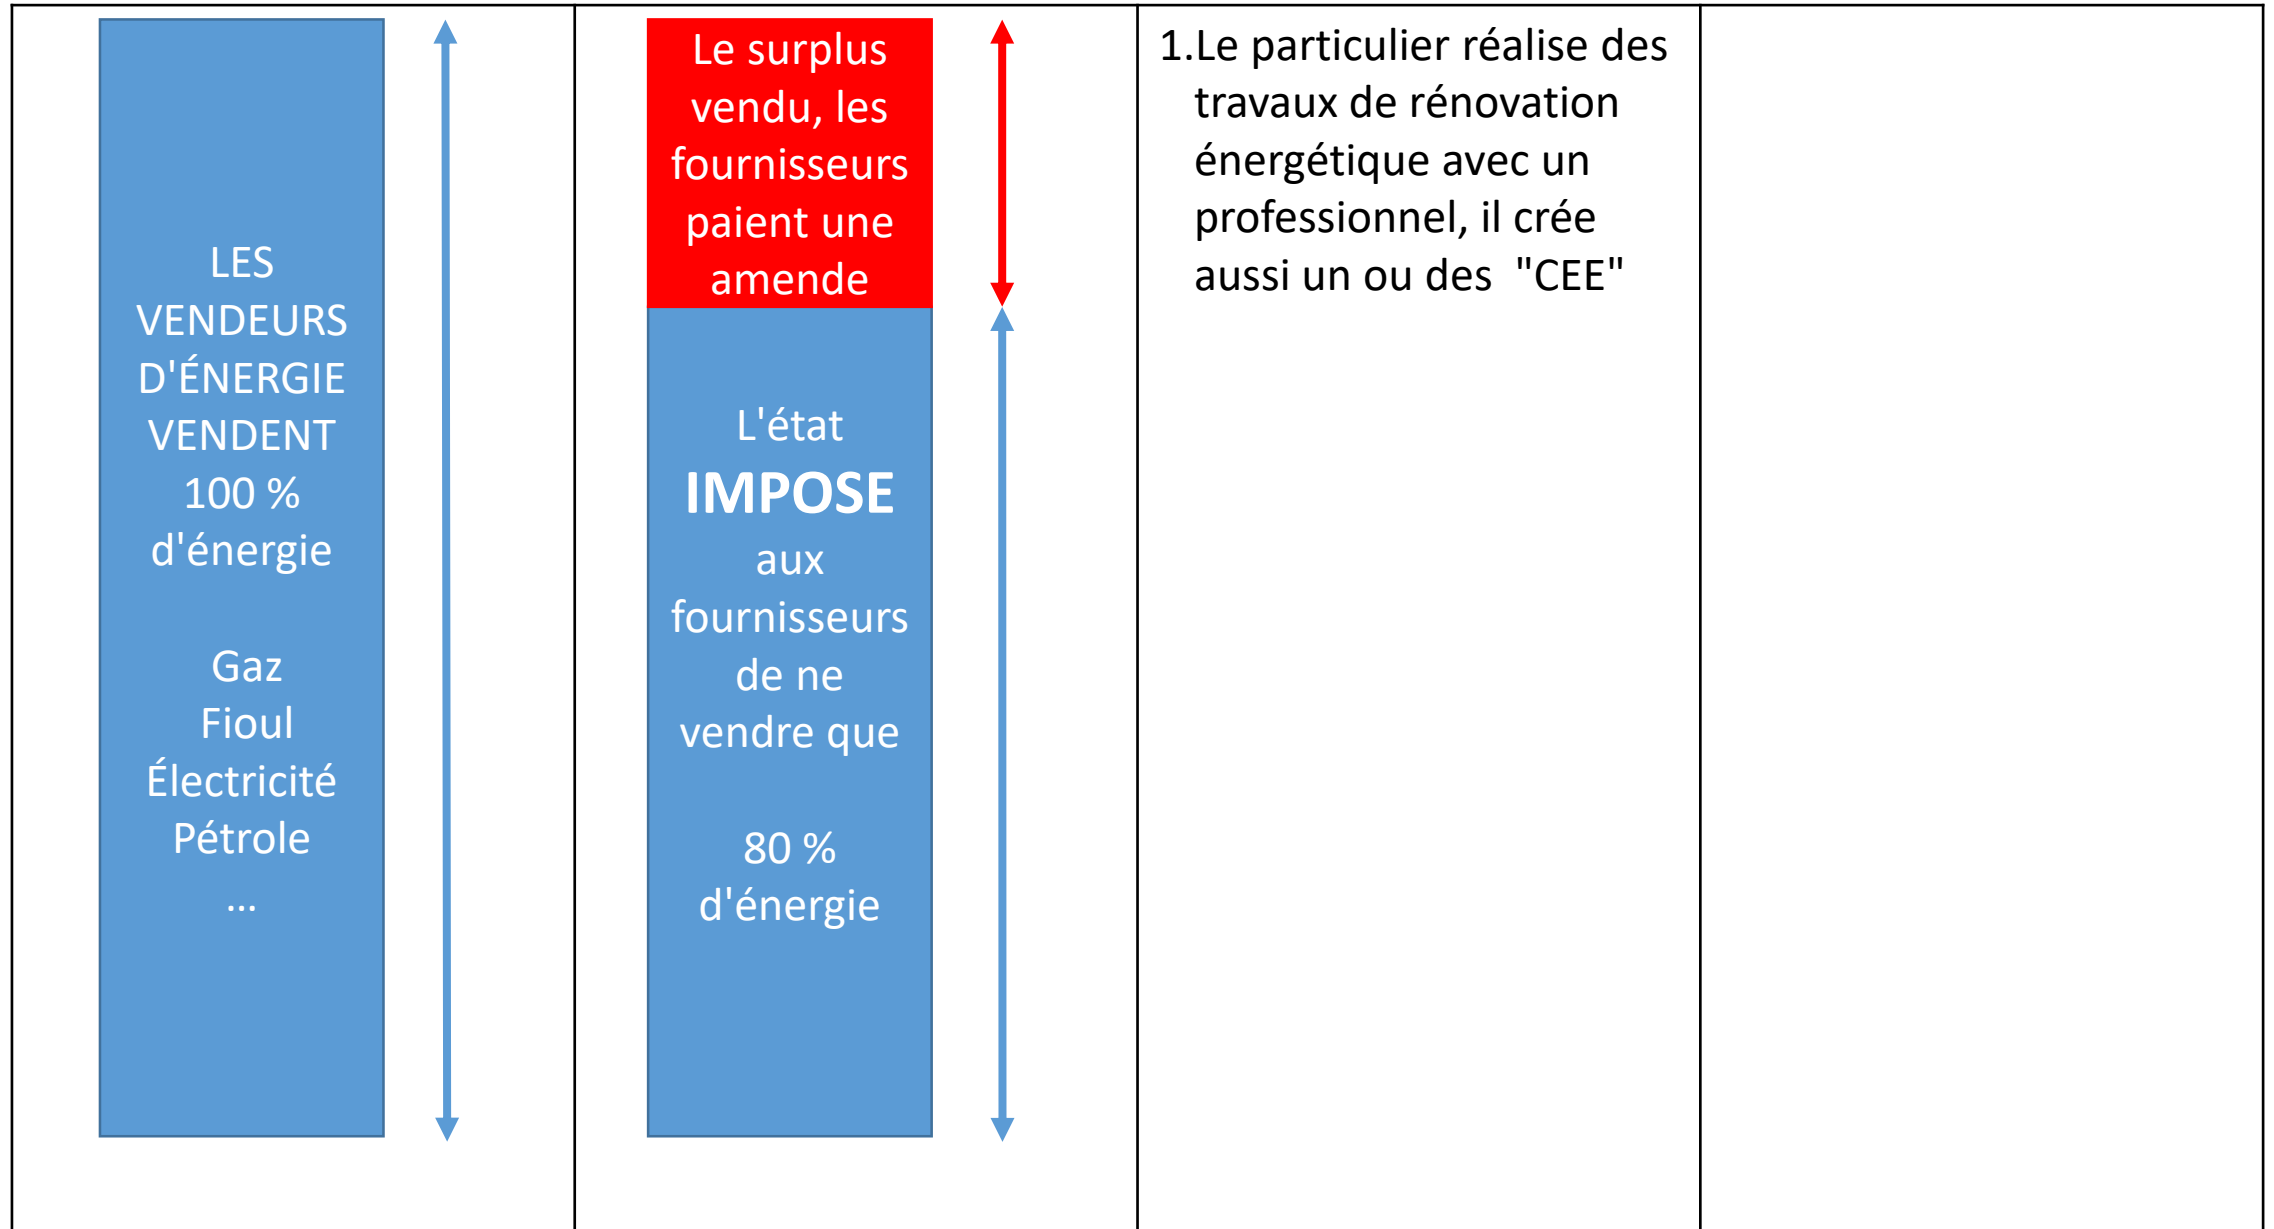 LES
VENDEURS
D'ÉNERGIE
VENDENT
100 %
d'énergie
Gaz
Fioul
Électricité
Pétrole
...
Le surplus
vendu, les
fournisseurs
paient une
amende
L'état
IMPOSE
aux
fournisseurs
de ne
vendre que
80 %
d'énergie
1.Le particulier réalise des
travaux de rénovation
énergétique avec un
professionnel, il crée
aussi un ou des  "CEE"